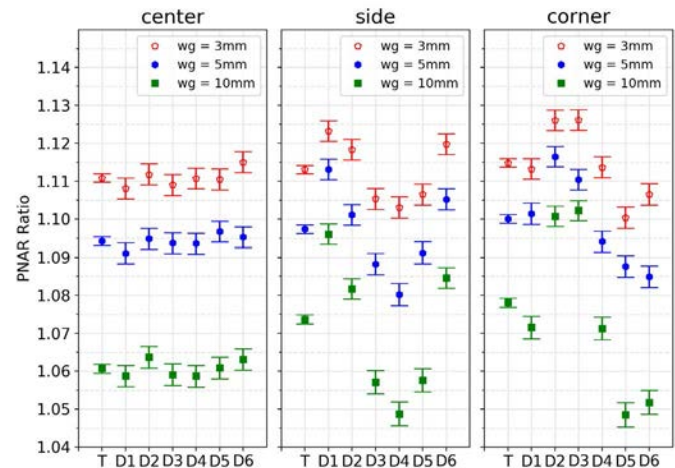 center side corner
wg = 3mm
wg = 5mm
wg = 10mm
wg = 3mm
wg = 5mm
wg = 10mm
wg = 3mm
wg = 5mm
wg = 10mm
PNAR Ratio
1.14
1.13
1.12
1.11
1.10
1.09
1.08
1.07
1.06
1.05
1.04
T D1 D2 D3 D4 D5 D6 T D1 D2 D3 D4 D5 D6 T D1 D2 D3 D4 D5 D6